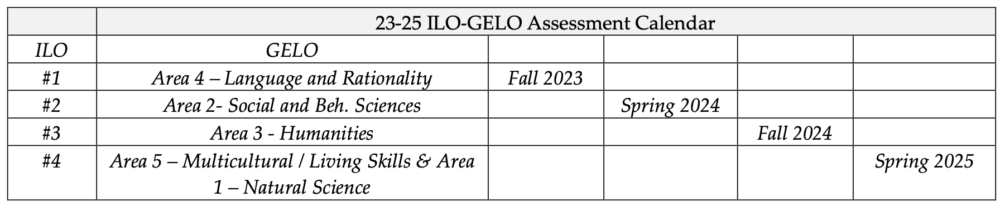 23-25 ILO-GELO Assessment Calendar
ILO GELO
#1 Area 4 – Language and Rationality Fall 2023
#2 Area 2- Social and Beh. Sciences Spring 2024
#3 Area 3 - Humanities Fall 2024
#4 Area 5 – Multicultural / Living Skills & Area Spring 2025
1 – Natural Science